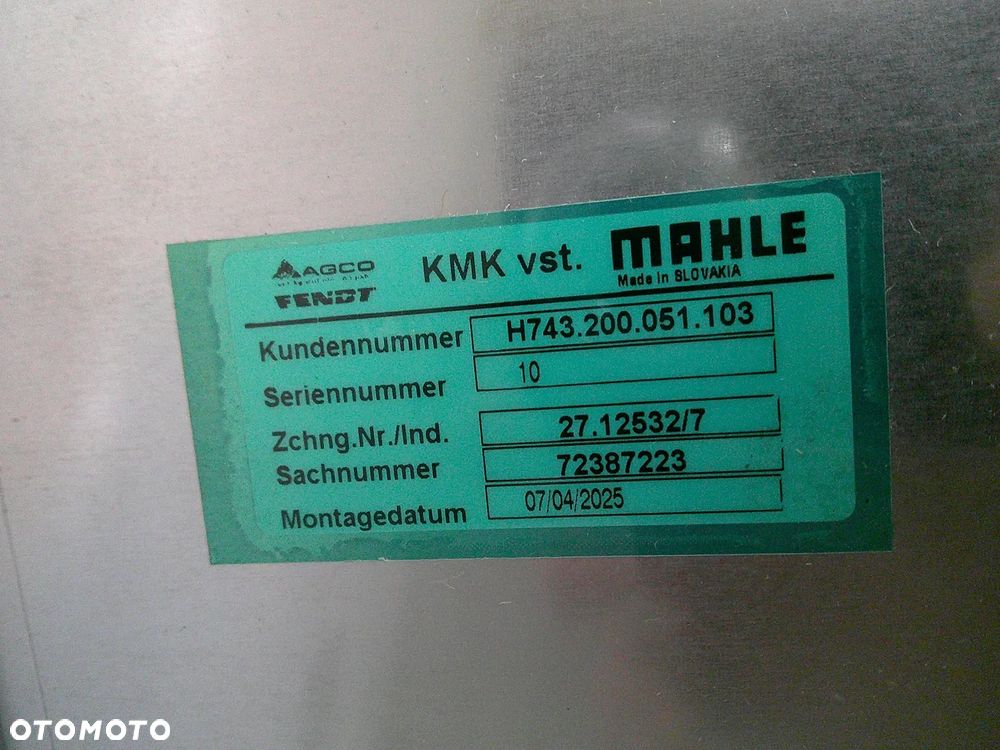 AGCO
FENDT
KMK vst.
MAHLE
Made in SLOVAKIA
Kundennummer H743.200.051.103
Seriennummer 10
Zchng.Nr./Ind. 27.12532/7
Sachnummer 72387223
Montagedatum 07/04/2025
OTOMOTO